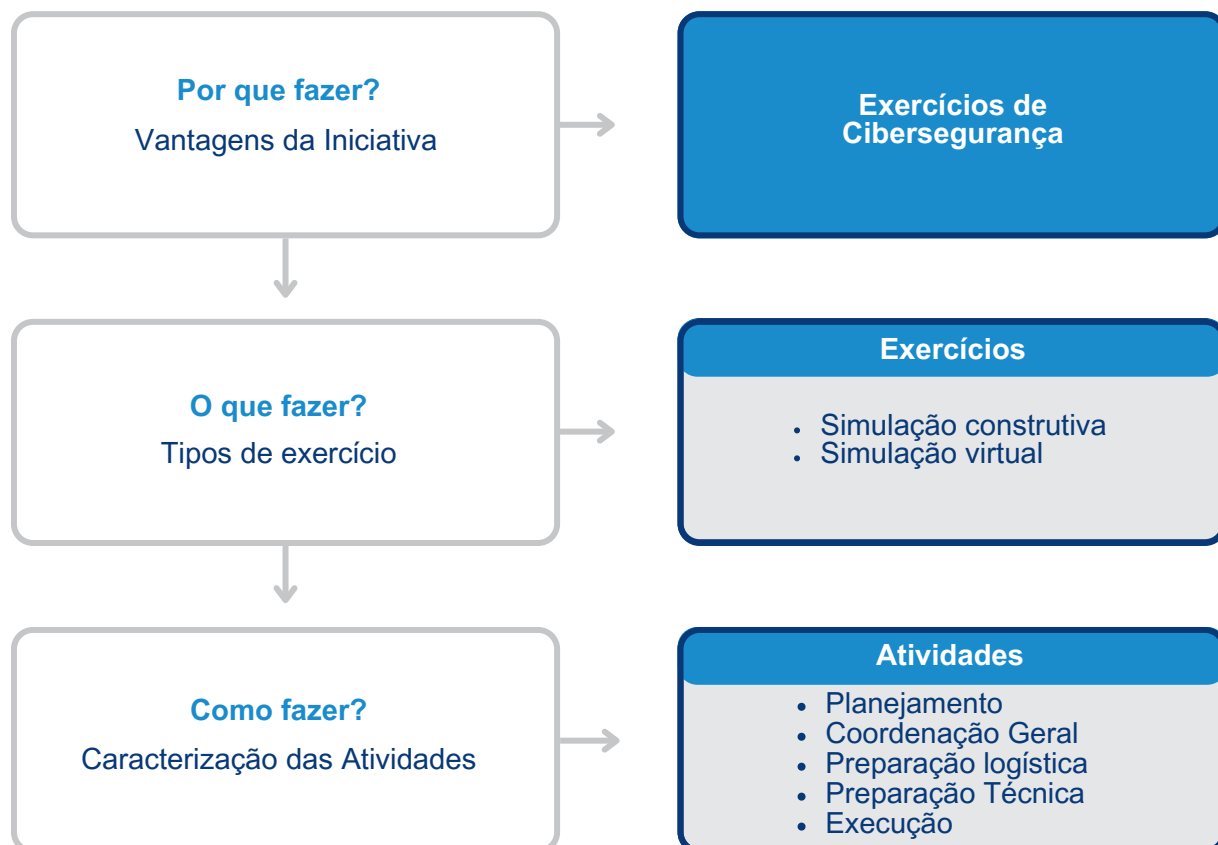 Por que fazer?
Vantagens da Iniciativa
Exercícios de
Cibersegurança
O que fazer?
Tipos de exercício
Exercícios
• Simulação construtiva
• Simulação virtual
Como fazer?
Caracterização das Atividades
Atividades
• Planejamento
• Coordenação Geral
• Preparação logística
• Preparação Técnica
• Execução